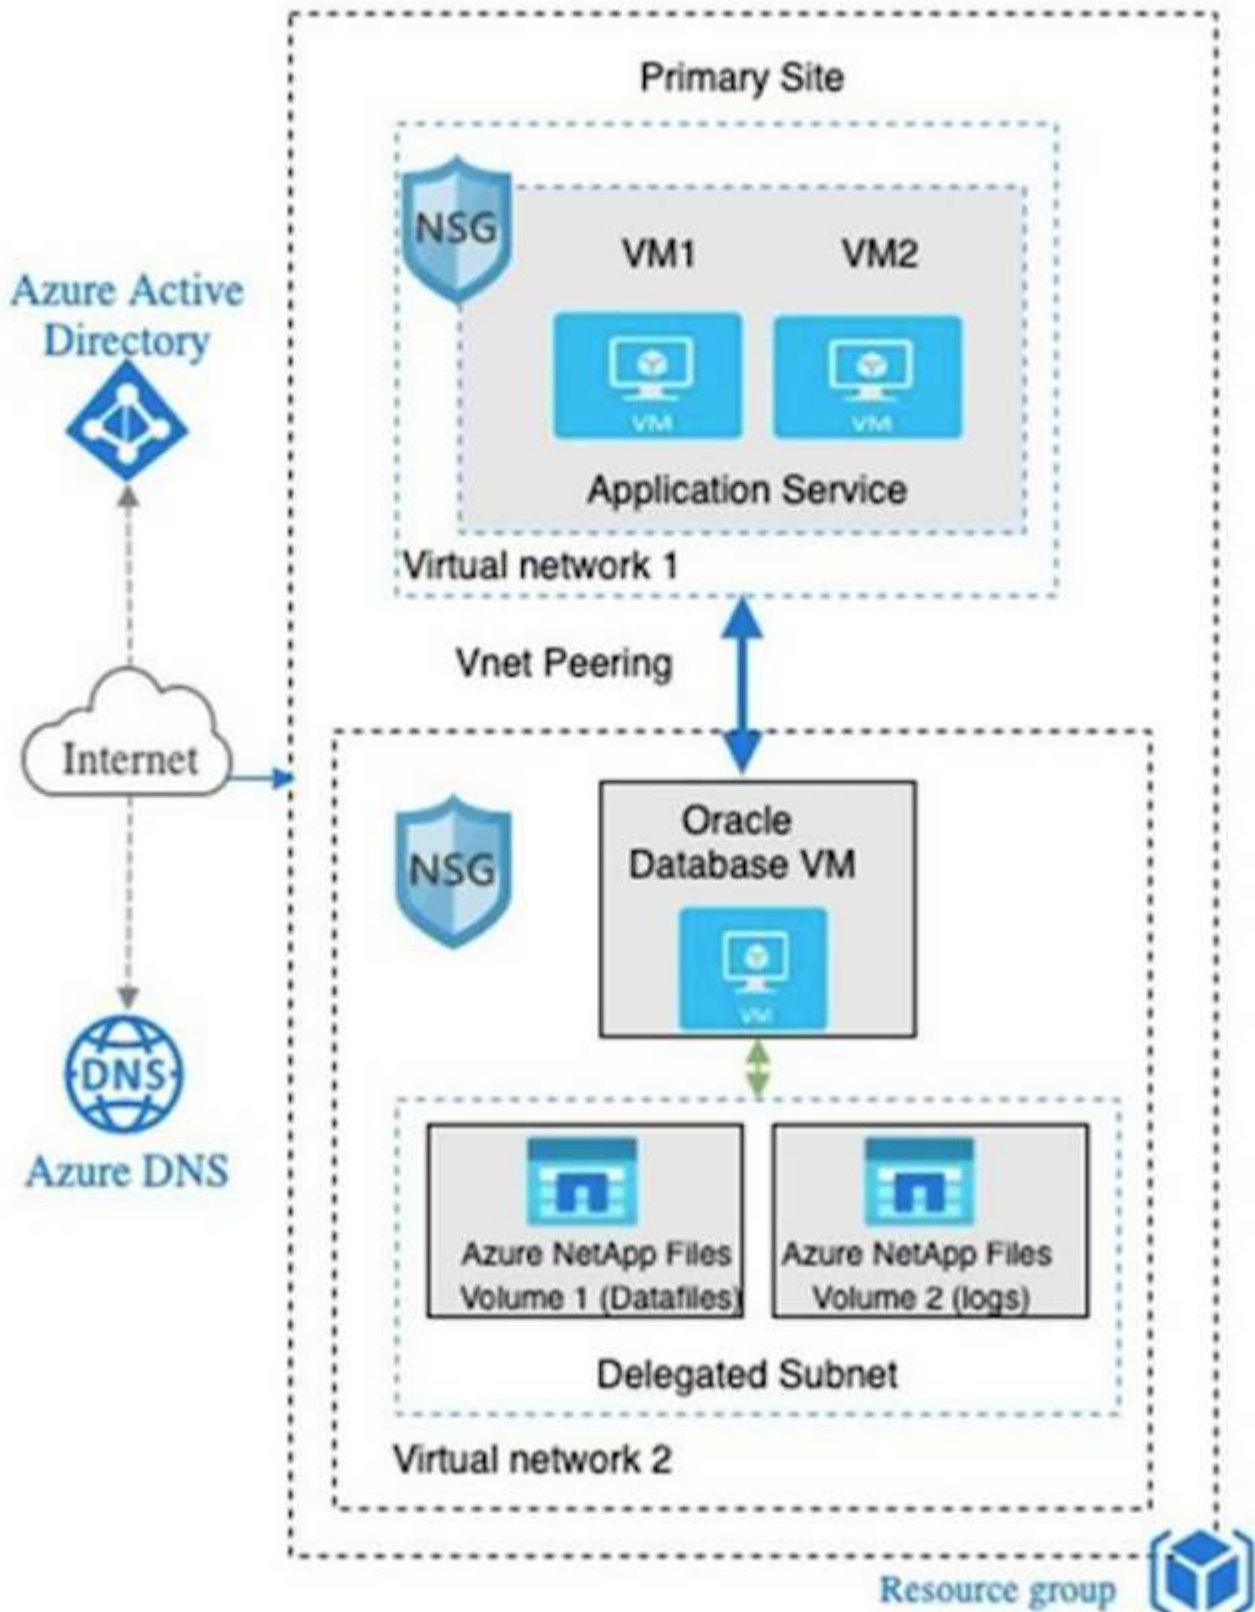 Primary Site
NSG
VM1
VM2
VM
VM
Application Service
Virtual network 1
Azure Active
Directory
Vnet Peering
Internet
NSG
Oracle
Database VM
VM
DNS
Azure DNS
Azure NetApp Files
Volume 1 (Datafiles)
Azure NetApp Files
Volume 2 (logs)
Delegated Subnet
Virtual network 2
Resource group